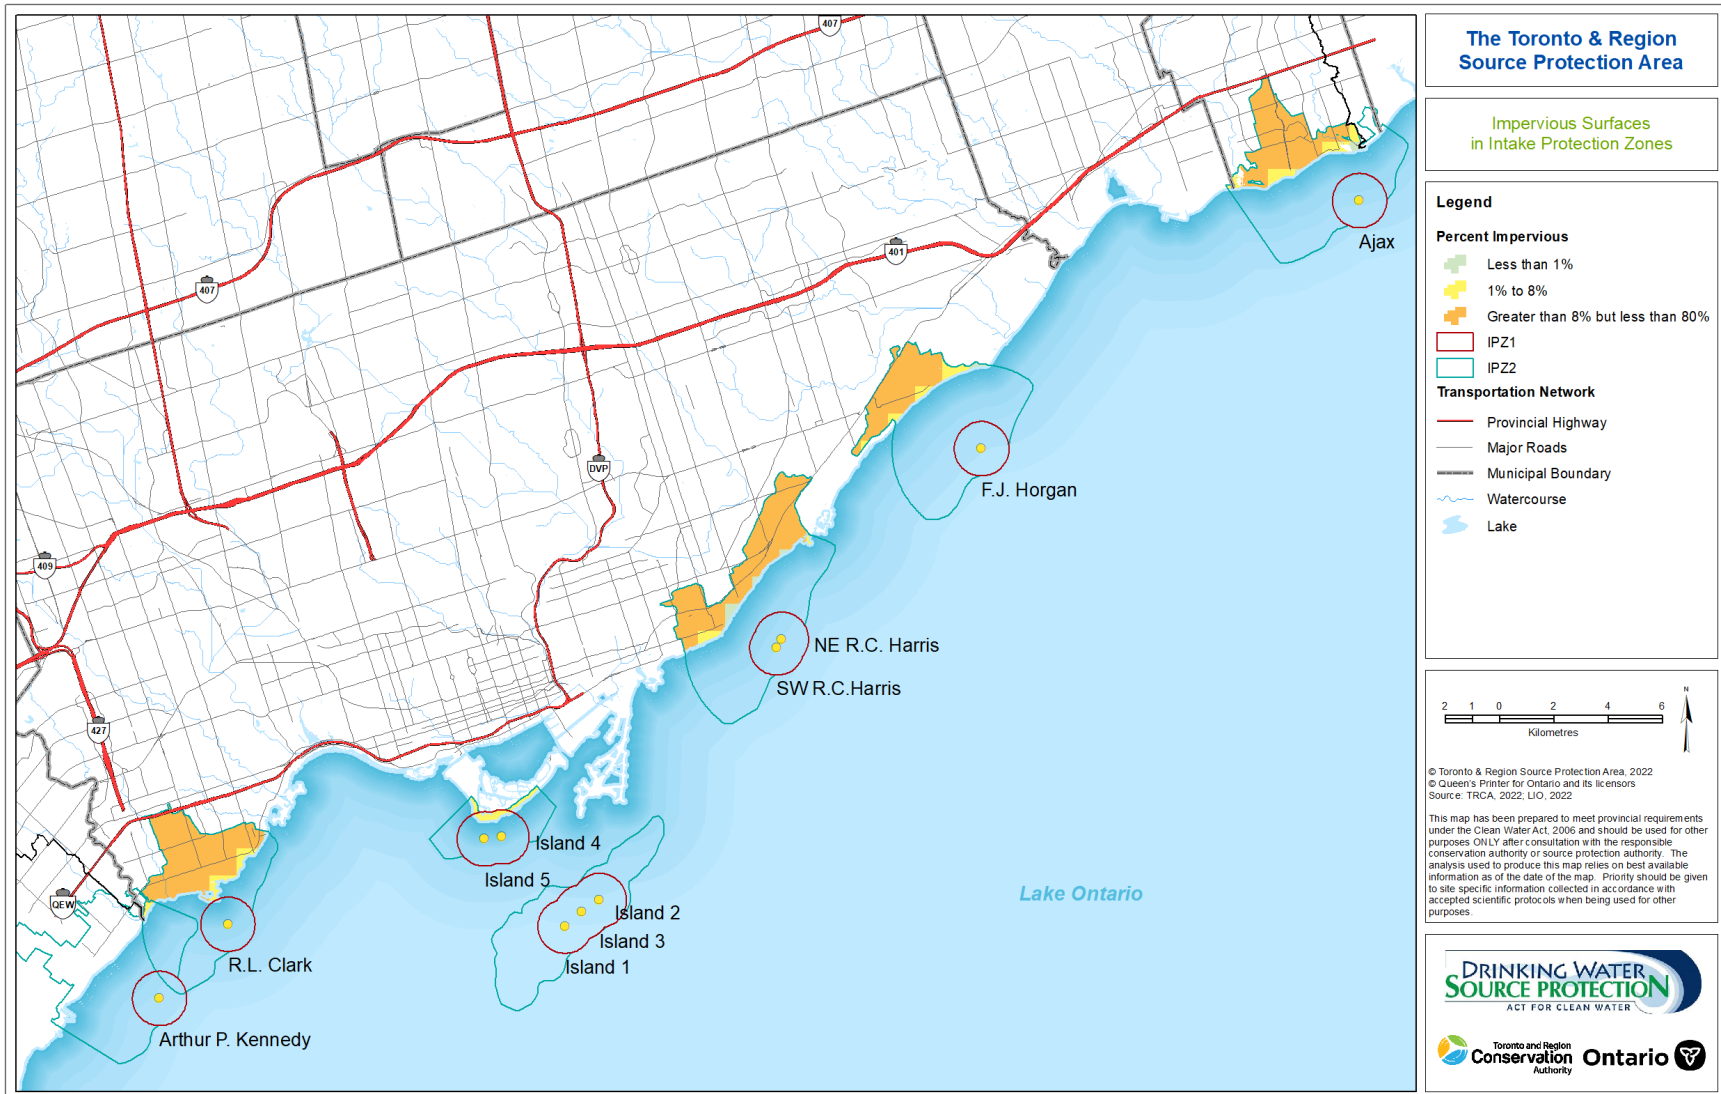 407
407
401
DVP
409
427
QEW
Ajax
F.J. Horgan
NE R.C. Harris
SW R.C.Harris
Island 4
Island 5
Island 2
Island 3
Island 1
R.L. Clark
Arthur P. Kennedy
Lake Ontario
The Toronto & Region
Source Protection Area
Impervious Surfaces
in Intake Protection Zones
Legend
Percent Impervious
Less than 1%
1% to 8%
Greater than 8% but less than 80%
IPZ1
IPZ2
Transportation Network
Provincial Highway
Major Roads
Municipal Boundary
Watercourse
Lake
N
2 1 0 2 4 6
Kilometres
© Toronto & Region Source Protection Area, 2022
© Queen's Printer for Ontario and its licensors
Source: TRCA, 2022; LIO, 2022
This map has been prepared to meet provincial requirements
under the Clean Water Act, 2006 and should be used for other
purposes ONLY after consultation with the responsible
conservation authority or source protection authority. The
analysis used to produce this map relies on best available
information as of the date of the map. Priority should be given
to site specific information collected in accordance with
accepted scientific protocols when being used for other
purposes.
DRINKING WATER
SOURCE PROTECTION
ACT FOR CLEAN WATER
Toronto and Region
Conservation
Authority
Ontario